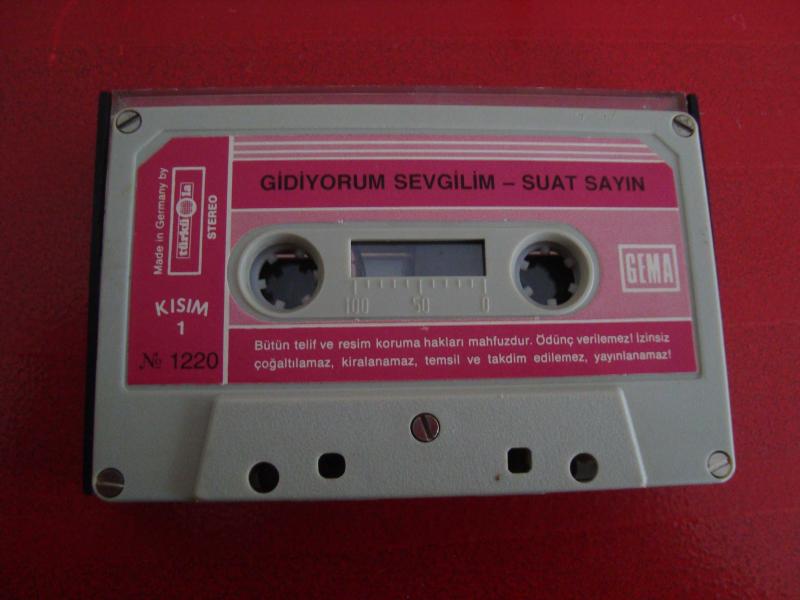 GİDİYORUM SEVGİLİM – SUAT SAYIN
Made in Germany by
türküola
STEREO
KISIM
1
№ 1220
GEMA
100 50 0
Bütün telif ve resim koruma hakları mahfuzdur. Ödünç verilemez! İzinsiz
çoğaltılamaz, kiralanamaz, temsil ve takdim edilemez, yayınlanamaz!